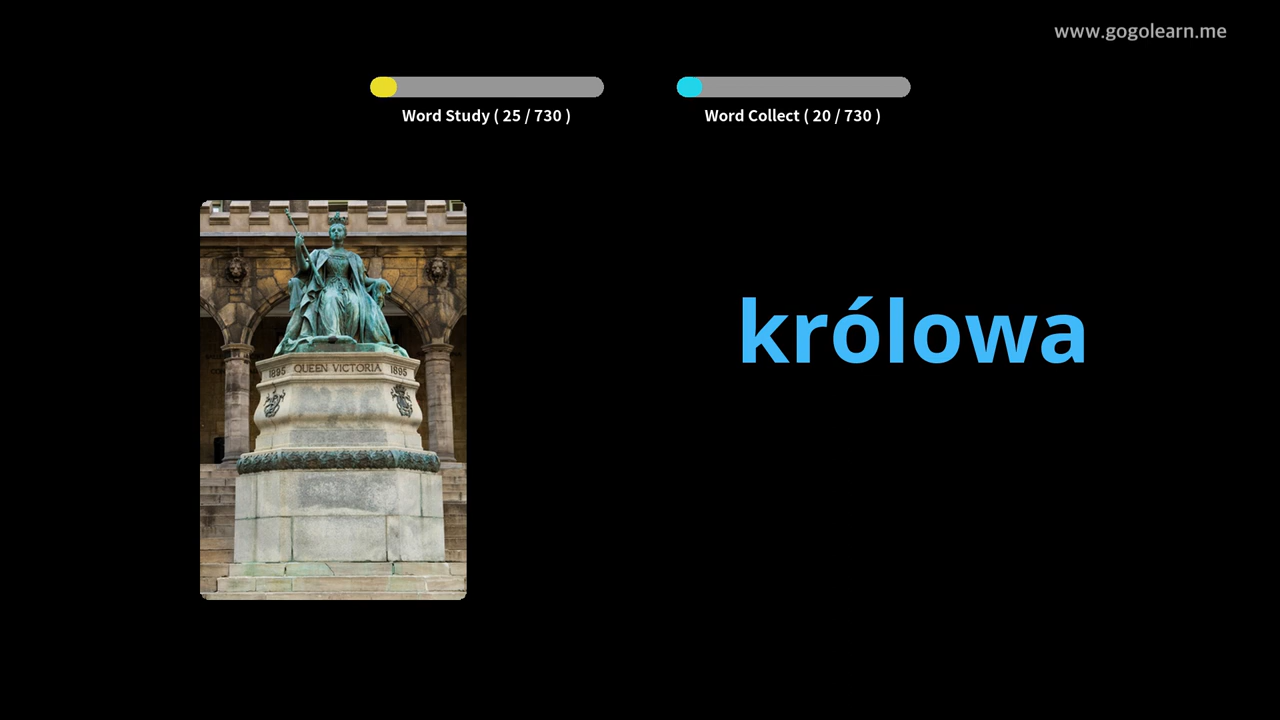 www.gogolearn.me
Word Study ( 25 / 730 )
Word Collect ( 20 / 730 )
królowa
1895 QUEEN VICTORIA 1895